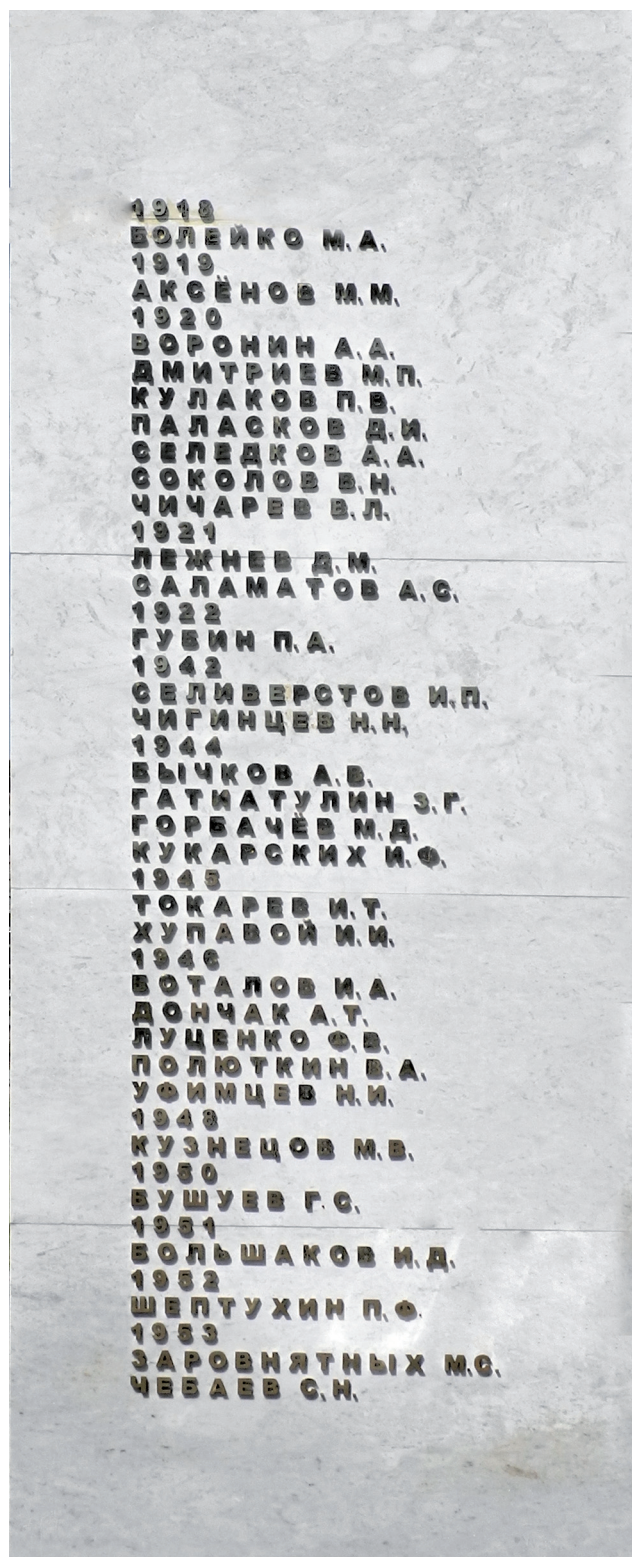 1918
БОЛЕЙКО М.А.
1919
АКСЁНОВ М.М.
1920
ВОРОНИН А.А.
ДМИТРИЕВ М.П.
КУЛАКОВ П.В.
ПАЛАСКОВ Д.И.
СЕЛЕДКОВ А.А.
СОКОЛОВ В.Н.
ЧИЧАРЕВ В.Л.
1921
ЛЕЖНЕВ Д.М.
САЛАМАТОВ А.С.
1922
ГУБИН П.А.
1942
СЕЛИВЕРСТОВ И.П.
ЧИГИНЦЕВ Н.Н.
1944
БЫЧКОВ А.В.
ГАТИАТУЛИН З.Г.
ГОРБАЧЁВ М.Д.
КУКАРСКИХ И.Ф.
1945
ТОКАРЕВ И.Т.
ХУПАВОЙ И.И.
1946
БОТАЛОВ И.А.
ДОНЧАК А.Т.
ЛУЦЕНКО Ф.В.
ПОЛЮТКИН В.А.
УФИМЦЕВ Н.И.
1948
КУЗНЕЦОВ М.В.
1950
БУШУЕВ Г.С.
1951
БОЛЬШАКОВ И.Д.
1952
ШЕПТУХИН П.Ф.
1953
ЗАРОВНЯТНЫХ М.С.
ЧЕБАЕВ С.Н.